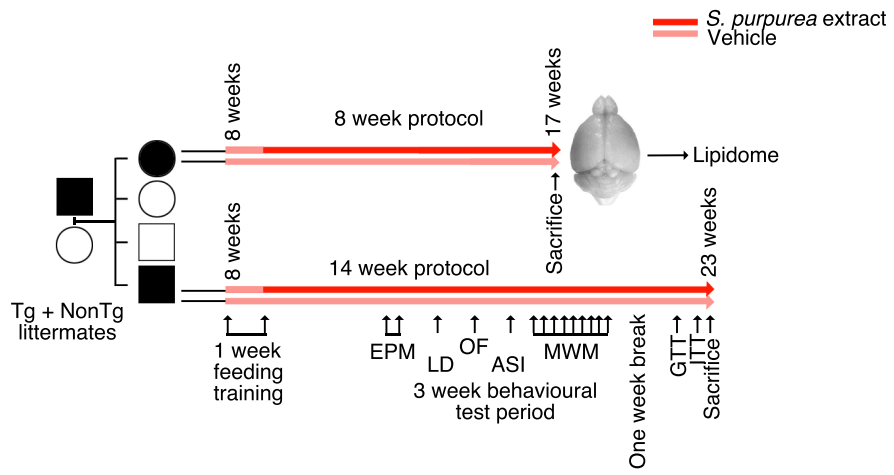 S. purpurea extract
Vehicle
8 weeks
8 week protocol
17 weeks
Lipidome
Sacrifice
8 weeks
14 week protocol
23 weeks
Tg + NonTg
littermates
1 week
feeding
training
EPM
LD
OF
ASI
MWM
3 week behavioural
test period
One week break
GTT
ITT
Sacrifice